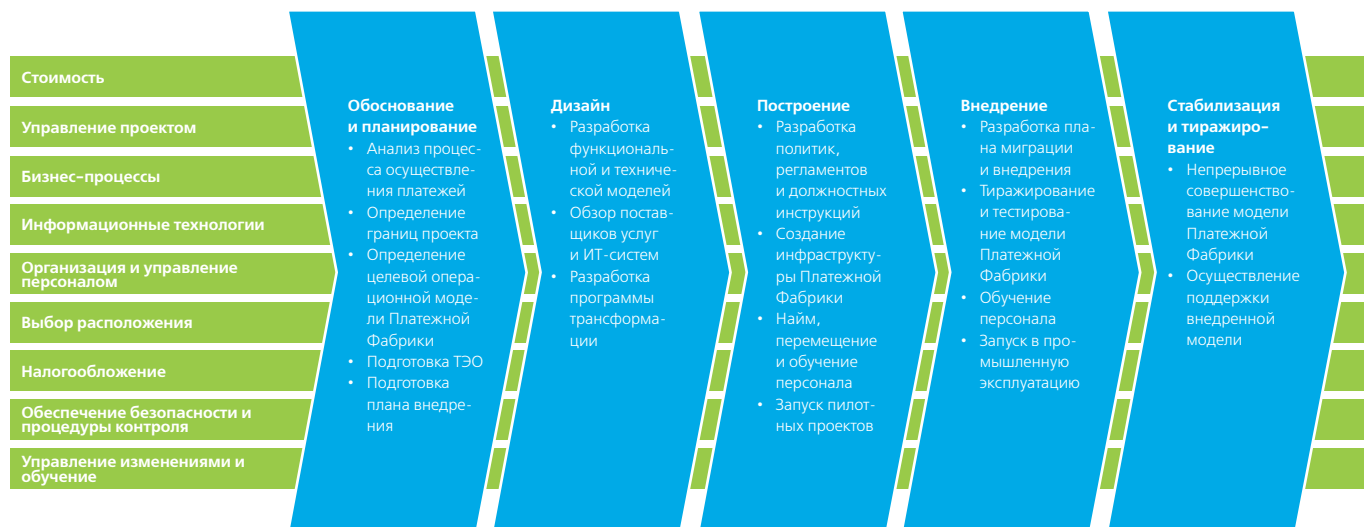 Стоимость
Управление проектом
Бизнес-процессы
Информационные технологии
Организация и управление
персоналом
Выбор расположения
Налогообложение
Обеспечение безопасности и
процедуры контроля
Управление изменениями и
обучение
Обоснование
и планирование
• Анализ процес-
са осуществле-
ния платежей
• Определение
границ проекта
• Определение
целевой опера-
ционной моде-
ли Платежной
Фабрики
• Подготовка ТЭО
• Подготовка
плана внедре-
ния
Дизайн
• Разработка
функциональ-
ной и техниче-
ской моделей
• Обзор постав-
щиков услуг
и ИТ-систем
• Разработка
программы
трансформа-
ции
Построение
• Разработка
политик,
регламентов
и должностных
инструкций
• Создание
инфраструкту-
ры Платежной
Фабрики
• Найм,
перемещение
и обучение
персонала
• Запуск пилот-
ных проектов
Внедрение
• Разработка пла-
на миграции
и внедрения
• Тиражирование
и тестирова-
ние модели
Платежной
Фабрики
• Обучение
персонала
• Запуск в про-
мышленную
эксплуатацию
Стабилизация
и тиражиро-
вание
• Непрерывное
совершенство-
вание модели
Платежной
Фабрики
• Осуществление
поддержки
внедренной
модели